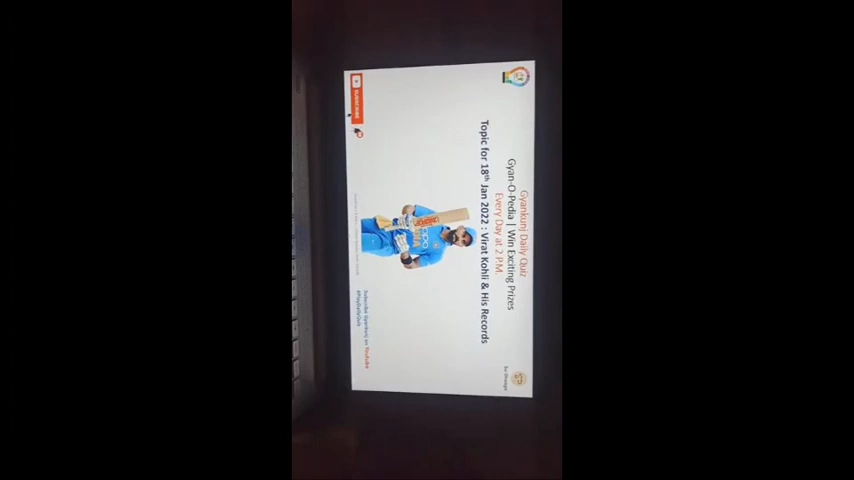 Gyankunj Daily Quiz
Gyan-O-Pedia | Win Exciting Prizes
Every Day at 2 P.M.
Topic for 18th Jan 2022 : Virat Kohli & His Records
SUBSCRIBE
Subscribe Gyankunj on Youtube
#PlayDailyQuiz